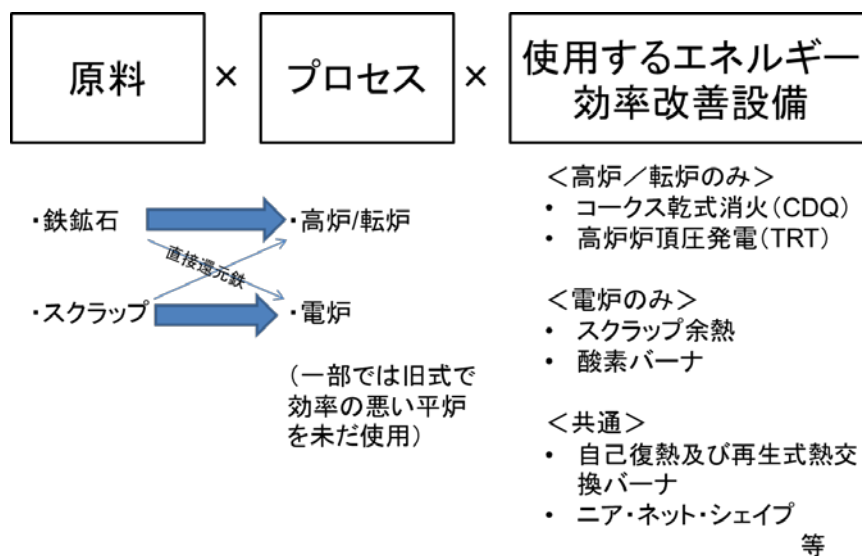 原料
×
プロセス
×
使用するエネルギー
効率改善設備
・鉄鉱石
・高炉/転炉
直接還元鉄
・スクラップ
・電炉
(一部では旧式で
効率の悪い平炉
を未だ使用)
<高炉/転炉のみ>
• コークス乾式消火(CDQ)
• 高炉炉頂圧発電(TRT)
<電炉のみ>
• スクラップ余熱
• 酸素バーナ
<共通>
• 自己復熱及び再生式熱交
換バーナ
• ニア・ネット・シェイプ
等